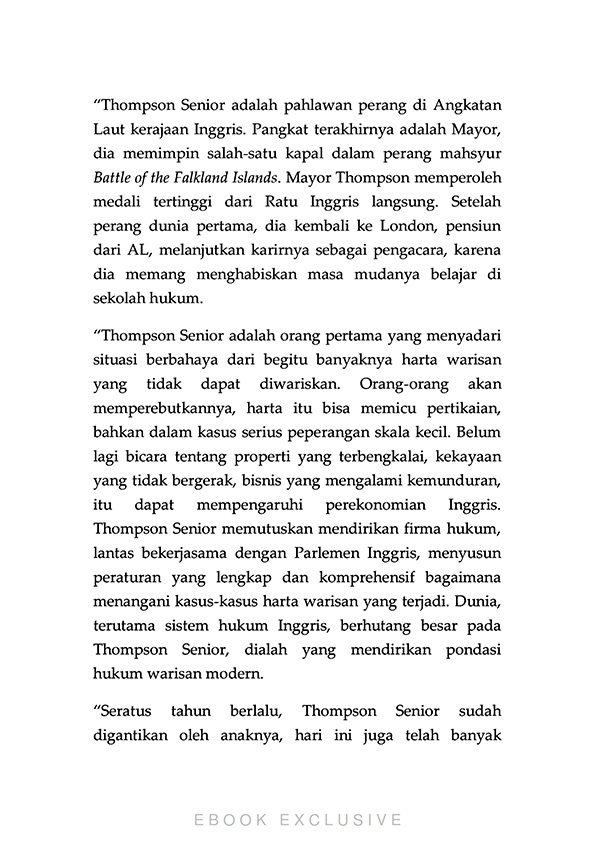 “Thompson Senior adalah pahlawan perang di Angkatan
Laut kerajaan Inggris. Pangkat terakhirnya adalah Mayor,
dia memimpin salah-satu kapal dalam perang mahsyur
Battle of the Falkland Islands. Mayor Thompson memperoleh
medali tertinggi dari Ratu Inggris langsung. Setelah
perang dunia pertama, dia kembali ke London, pensiun
dari AL, melanjutkan karirnya sebagai pengacara, karena
dia memang menghabiskan masa mudanya belajar di
sekolah hukum.
“Thompson Senior adalah orang pertama yang menyadari
situasi berbahaya dari begitu banyaknya harta warisan
yang tidak dapat diwariskan. Orang-orang akan
memperebutkannya, harta itu bisa memicu pertikaian,
bahkan dalam kasus serius peperangan skala kecil. Belum
lagi bicara tentang properti yang terbengkalai, kekayaan
yang tidak bergerak, bisnis yang mengalami kemunduran,
itu dapat mempengaruhi perekonomian Inggris.
Thompson Senior memutuskan mendirikan firma hukum,
lantas bekerjasama dengan Parlemen Inggris, menyusun
peraturan yang lengkap dan komprehensif bagaimana
menangani kasus-kasus harta warisan yang terjadi. Dunia,
terutama sistem hukum Inggris, berhutang besar pada
Thompson Senior, dialah yang mendirikan pondasi
hukum warisan modern.
“Seratus tahun berlalu, Thompson Senior sudah
digantikan oleh anaknya, hari ini juga telah banyak
EBOOK EXCLUSIVE